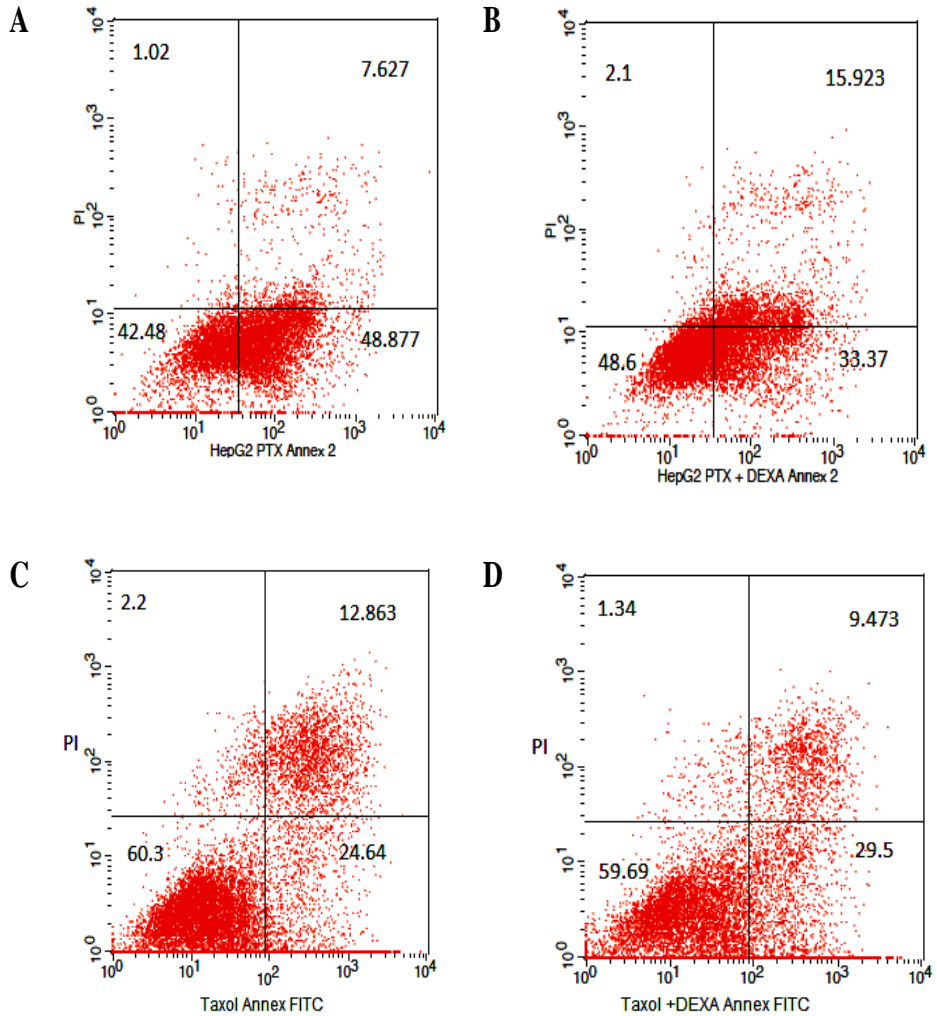 A
10⁴
1.02
7.627
10³
PI
10²
10¹
42.48
48.877
10⁰
10⁰ 10¹ 10² 10³ 10⁴
HepG2 PTX Annex 2
B
10⁴
2.1
15.923
10³
PI
10²
10¹
48.6
33.37
10⁰
10⁰ 10¹ 10² 10³ 10⁴
HepG2 PTX + DEXA Annex 2
C
10⁴
2.2
12.863
10³
PI
10²
60.3
24.64
10¹
10⁰
10⁰ 10¹ 10² 10³ 10⁴
Taxol Annex FITC
D
10⁴
1.34
9.473
10³
PI
10²
59.69
29.5
10¹
10⁰
10⁰ 10¹ 10² 10³ 10⁴
Taxol +DEXA Annex FITC